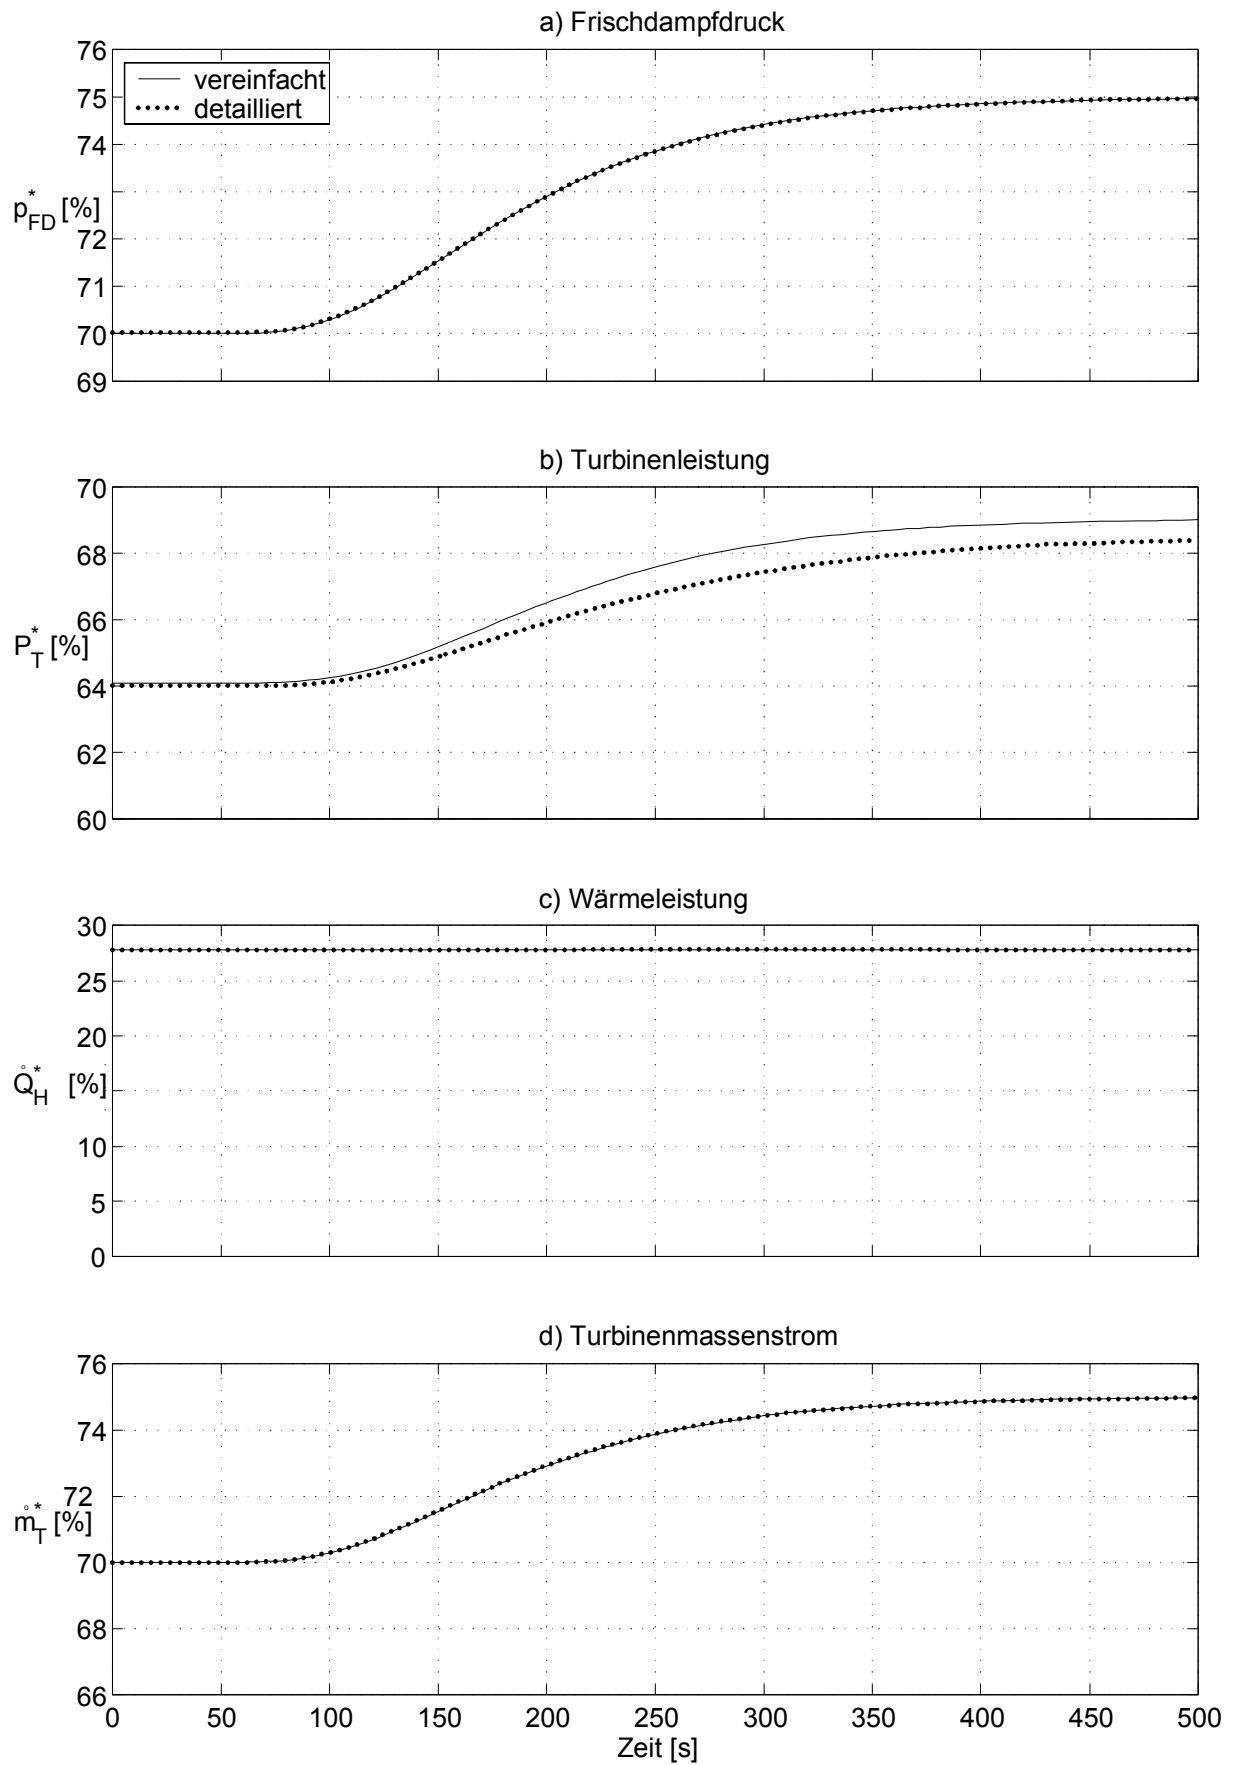 a) Frischdampfdruck
76
vereinfacht
75
detailliert
74
p*FD [%]
72
71
70
69
b) Turbinenleistung
70
68
66
P*T [%]
64
62
60
c) Wärmeleistung
30
25
20
Q̊*H [%]
10
5
0
d) Turbinenmassenstrom
76
74
72
m̊*T [%]
70
68
66
0 50 100 150 200 250 300 350 400 450 500
Zeit [s]